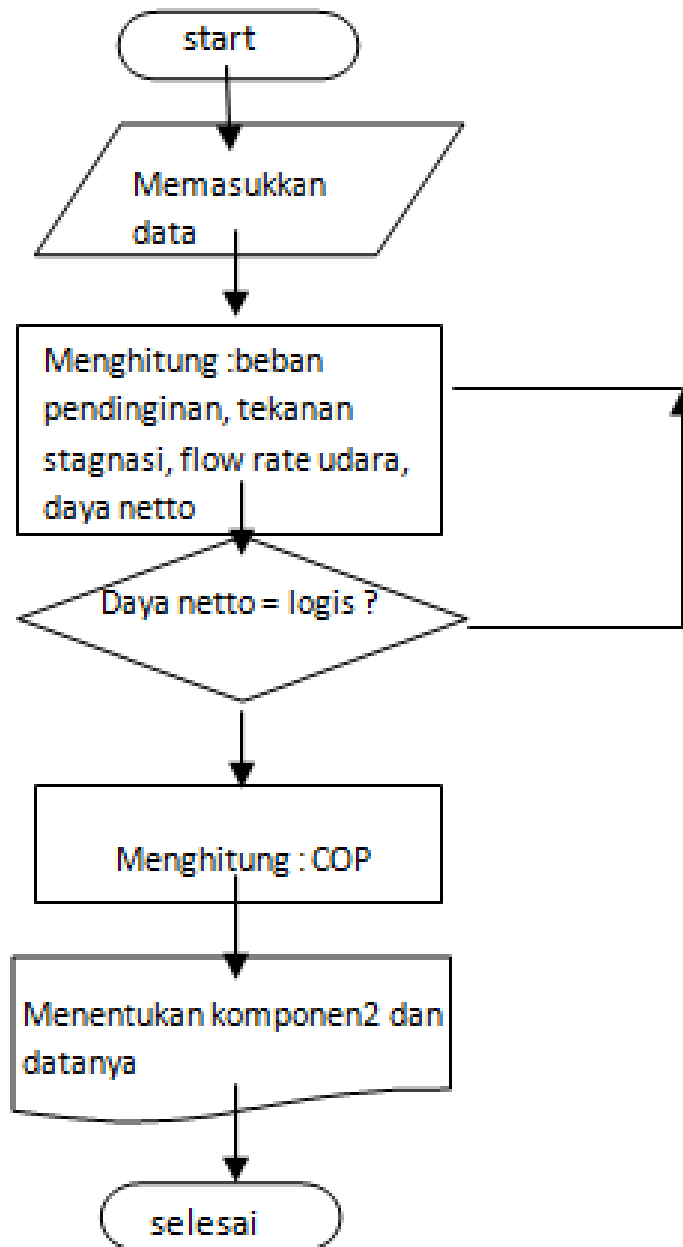 start
Memasukkan
data
Menghitung :beban
pendinginan, tekanan
stagnasi, flow rate udara,
daya netto
Daya netto = logis ?
Menghitung : COP
Menentukan komponen2 dan
datanya
selesai